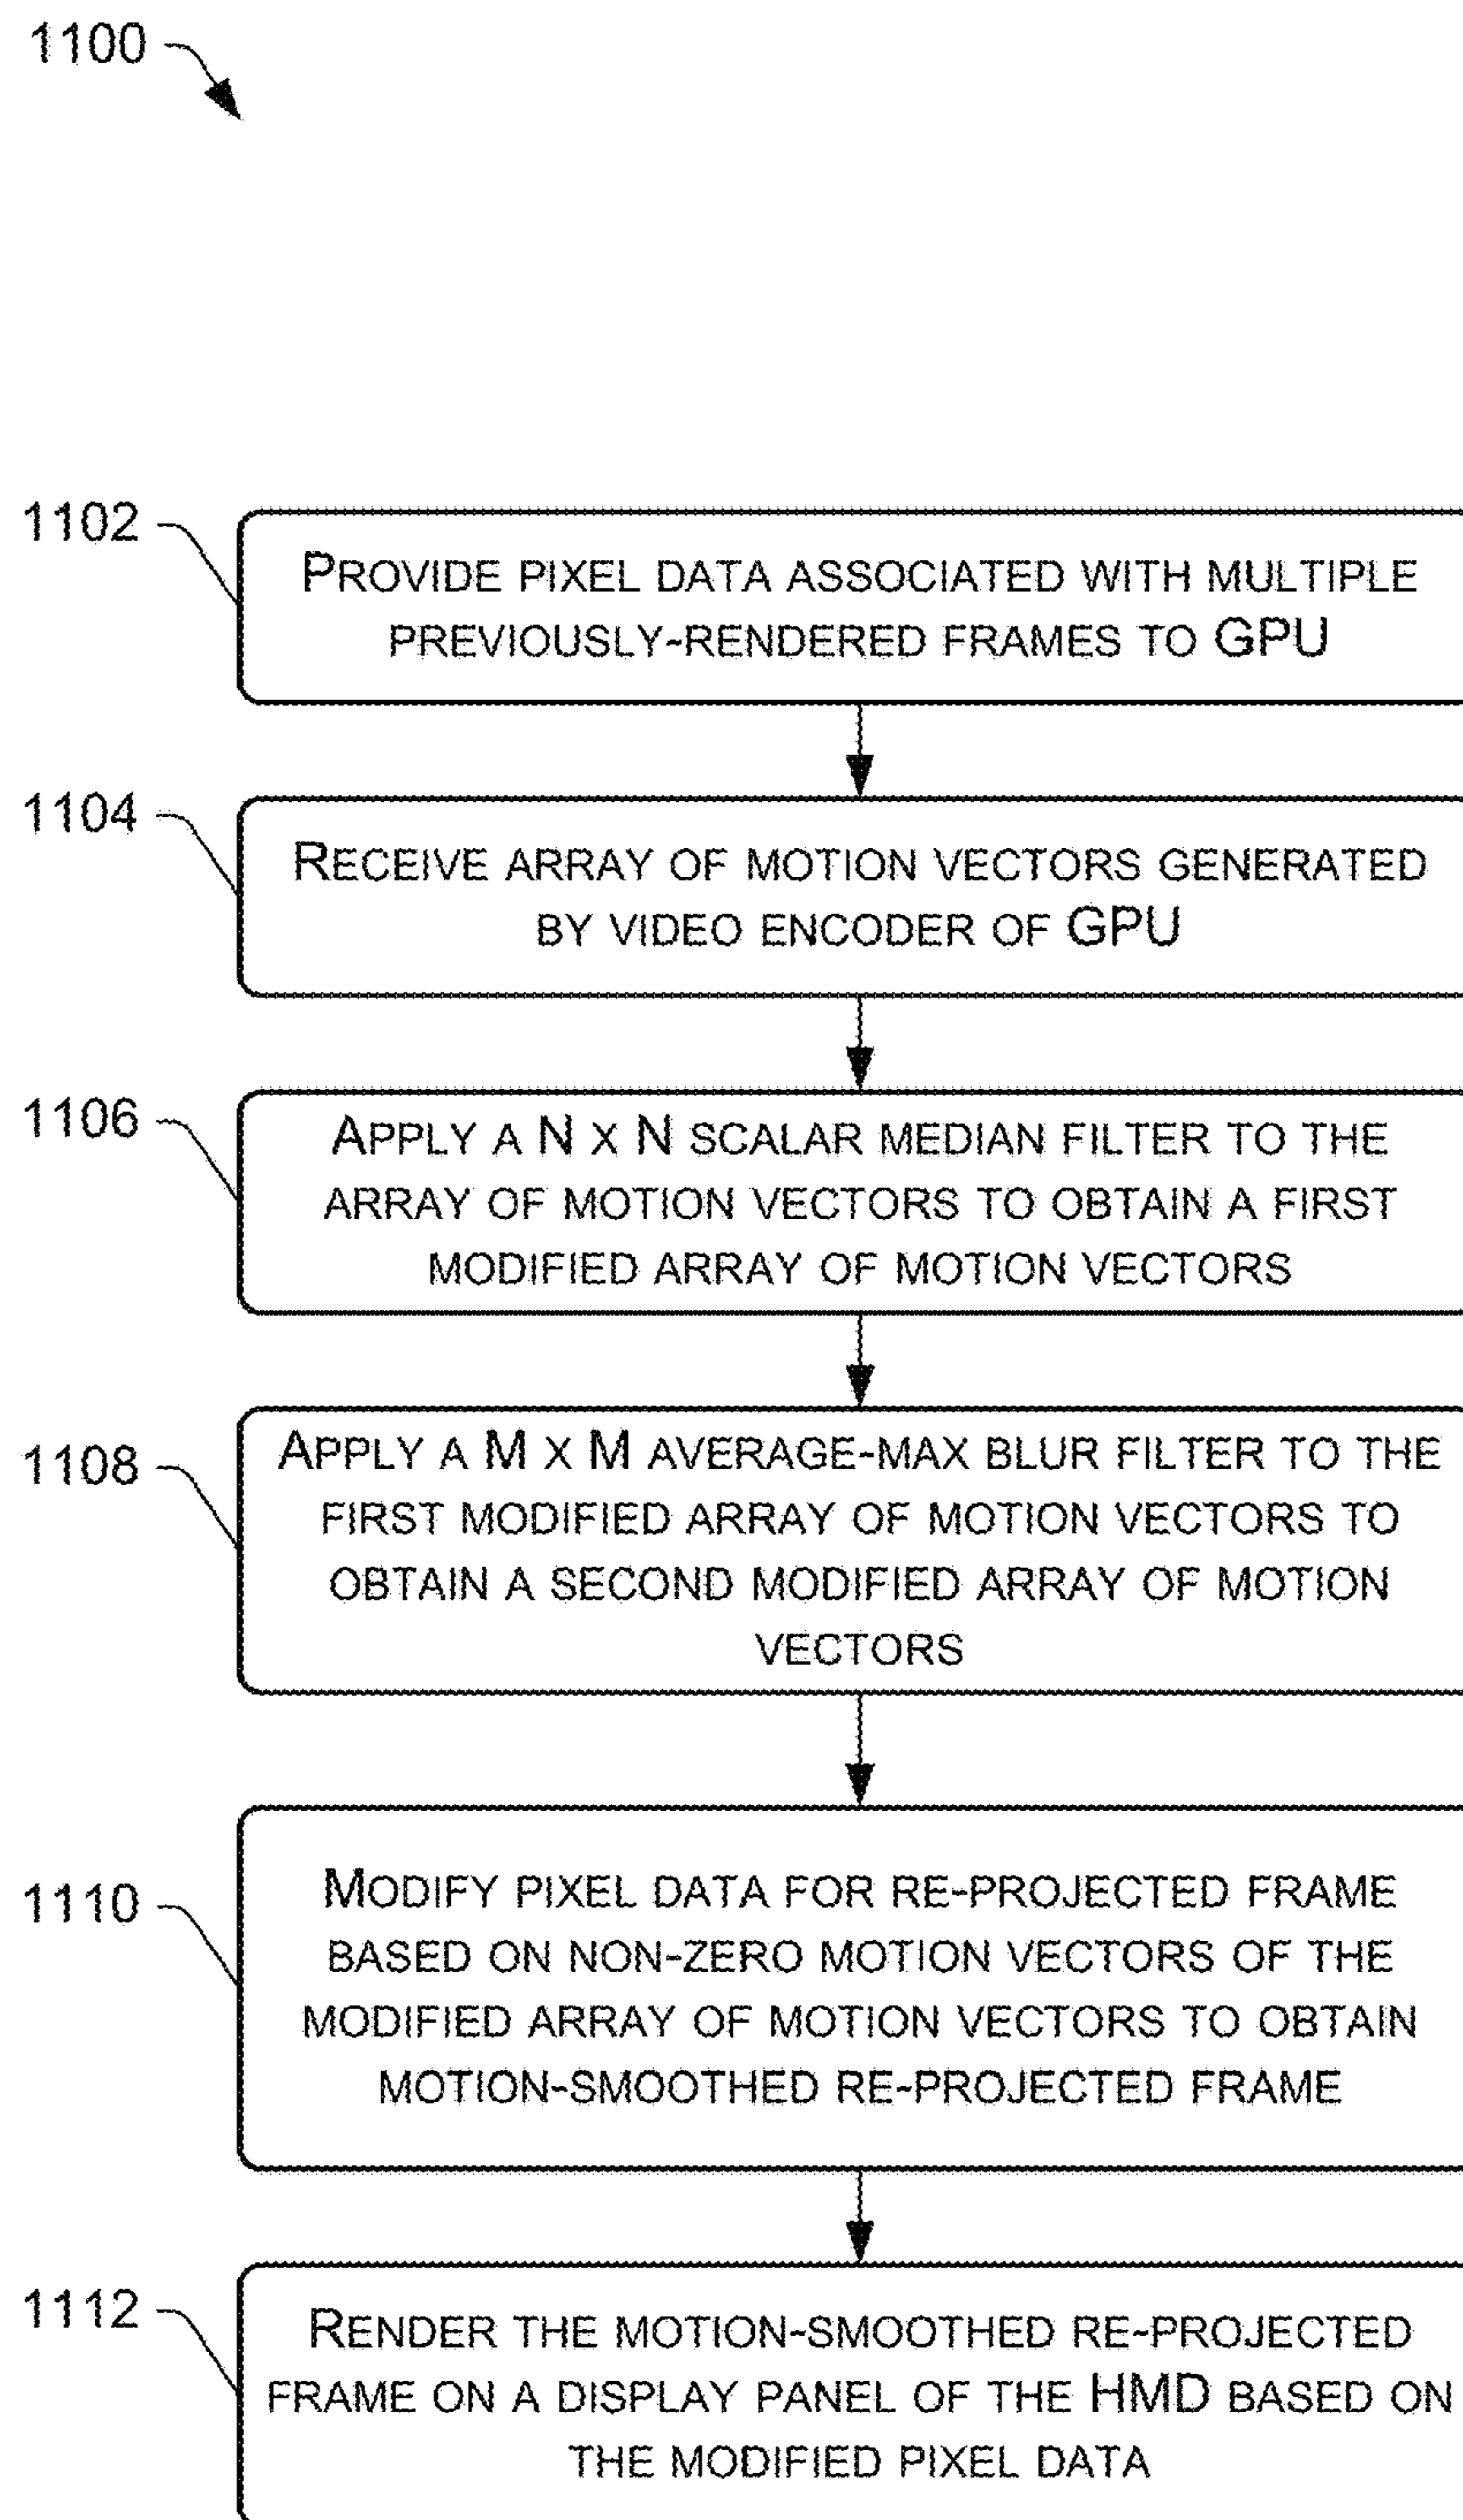 1100
1102
PROVIDE PIXEL DATA ASSOCIATED WITH MULTIPLE
PREVIOUSLY-RENDERED FRAMES TO GPU
1104
RECEIVE ARRAY OF MOTION VECTORS GENERATED
BY VIDEO ENCODER OF GPU
1106
APPLY A N X N SCALAR MEDIAN FILTER TO THE
ARRAY OF MOTION VECTORS TO OBTAIN A FIRST
MODIFIED ARRAY OF MOTION VECTORS
1108
APPLY A M X M AVERAGE-MAX BLUR FILTER TO THE
FIRST MODIFIED ARRAY OF MOTION VECTORS TO
OBTAIN A SECOND MODIFIED ARRAY OF MOTION
VECTORS
1110
MODIFY PIXEL DATA FOR RE-PROJECTED FRAME
BASED ON NON-ZERO MOTION VECTORS OF THE
MODIFIED ARRAY OF MOTION VECTORS TO OBTAIN
MOTION-SMOOTHED RE-PROJECTED FRAME
1112
RENDER THE MOTION-SMOOTHED RE-PROJECTED
FRAME ON A DISPLAY PANEL OF THE HMD BASED ON
THE MODIFIED PIXEL DATA